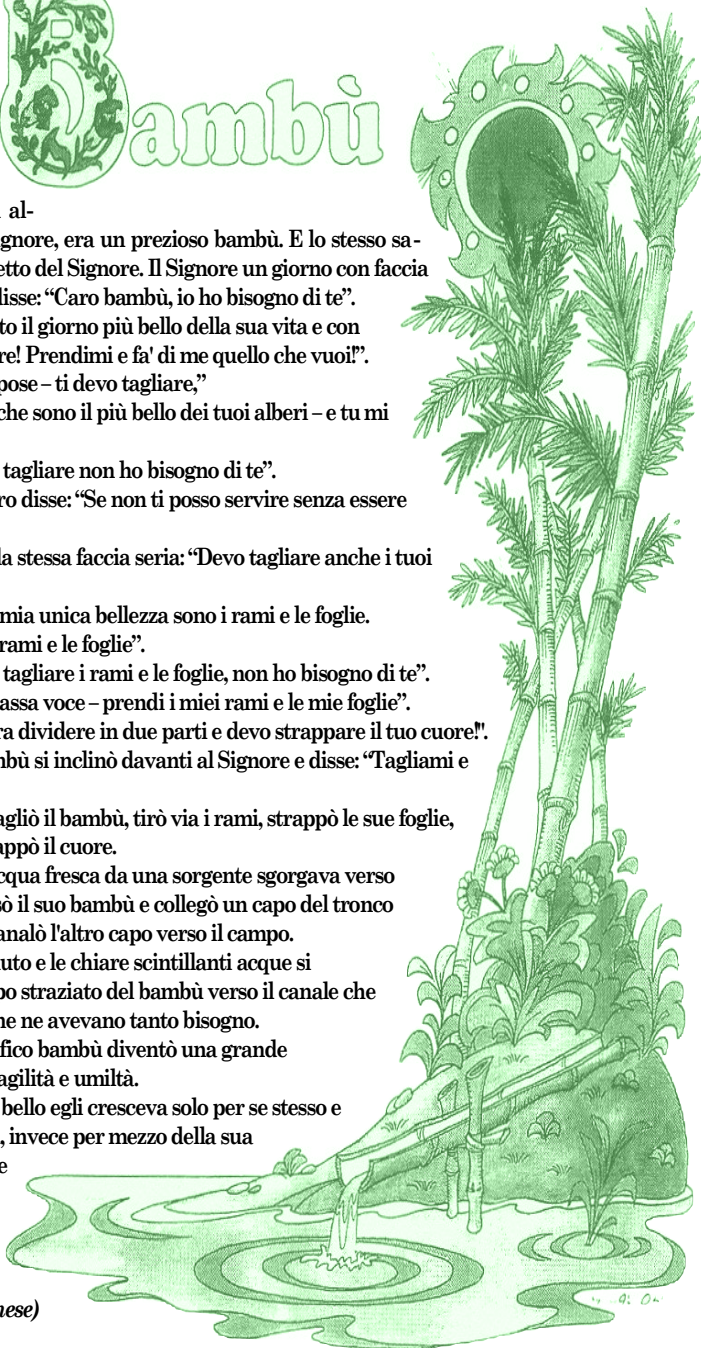 Bambù
al-
ignore, era un prezioso bambù. E lo stesso sa-
etto del Signore. Il Signore un giorno con faccia
disse: “Caro bambù, io ho bisogno di te”.
to il giorno più bello della sua vita e con
re! Prendimi e fa' di me quello che vuoi!”.
pose – ti devo tagliare,”
che sono il più bello dei tuoi alberi – e tu mi
tagliare non ho bisogno di te”.
ro disse: “Se non ti posso servire senza essere
la stessa faccia seria: “Devo tagliare anche i tuoi
mia unica bellezza sono i rami e le foglie.
rami e le foglie”.
tagliare i rami e le foglie, non ho bisogno di te”.
assa voce – prendi i miei rami e le mie foglie”.
ra dividere in due parti e devo strappare il tuo cuore!".
nbù si inclinò davanti al Signore e disse: “Tagliami e
agliò il bambù, tirò via i rami, strappò le sue foglie,
appò il cuore.
cqua fresca da una sorgente sgorgava verso
sò il suo bambù e collegò un capo del tronco
analò l'altro capo verso il campo.
uto e le chiare scintillanti acque si
po straziato del bambù verso il canale che
he ne avevano tanto bisogno.
fico bambù diventò una grande
agilità e umiltà.
bello egli cresceva solo per se stesso e
, invece per mezzo della sua
e
nese)